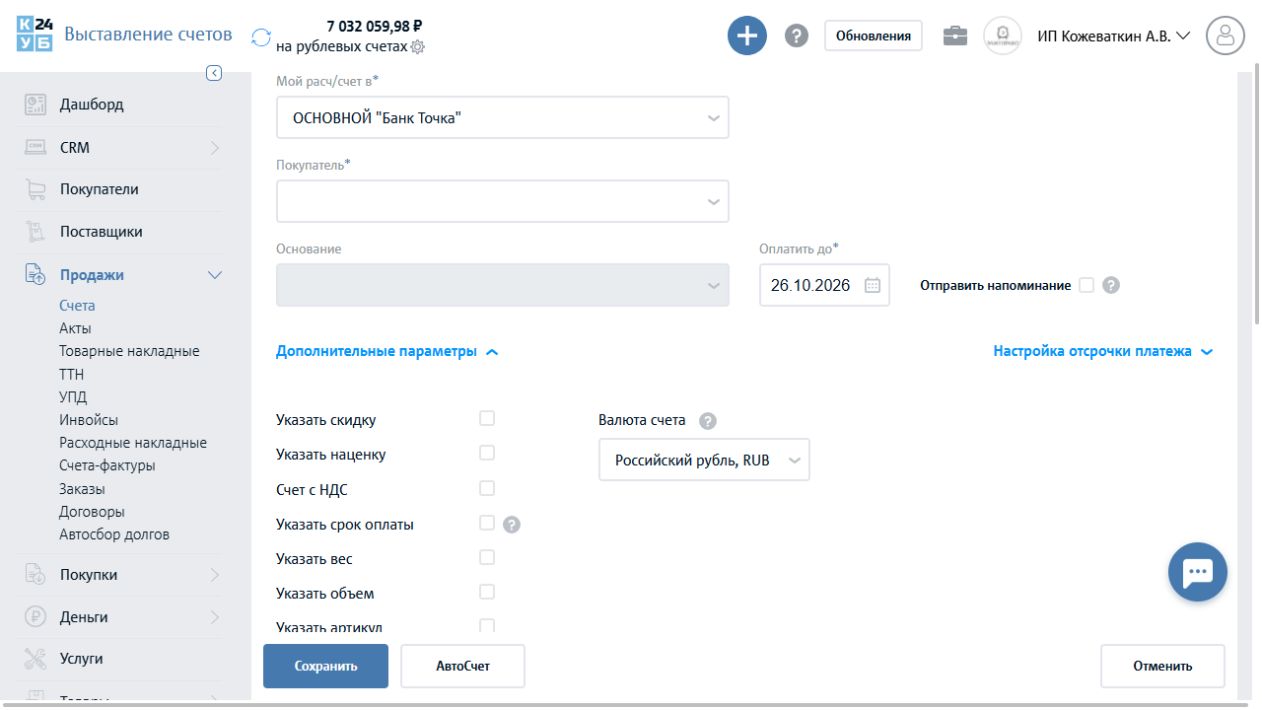 К 24
У Б
Выставление счетов
7 032 059,98 ₽
на рублевых счетах
?
Обновления
ИП Кожеваткин А.В.
Дашборд
CRM
Покупатели
Поставщики
Продажи
Счета
Акты
Товарные накладные
ТТН
УПД
Инвойсы
Расходные накладные
Счета-фактуры
Заказы
Договоры
Автосбор долгов
Покупки
Деньги
Услуги
Товары
Мой расч/счет в*
ОСНОВНОЙ "Банк Точка"
Покупатель*
Основание
Оплатить до*
26.10.2026
Отправить напоминание ?
Дополнительные параметры
Настройка отсрочки платежа
Указать скидку
Указать наценку
Счет с НДС
Указать срок оплаты ?
Указать вес
Указать объем
Указать артикул
Валюта счета ?
Российский рубль, RUB
Сохранить
АвтоСчет
Отменить